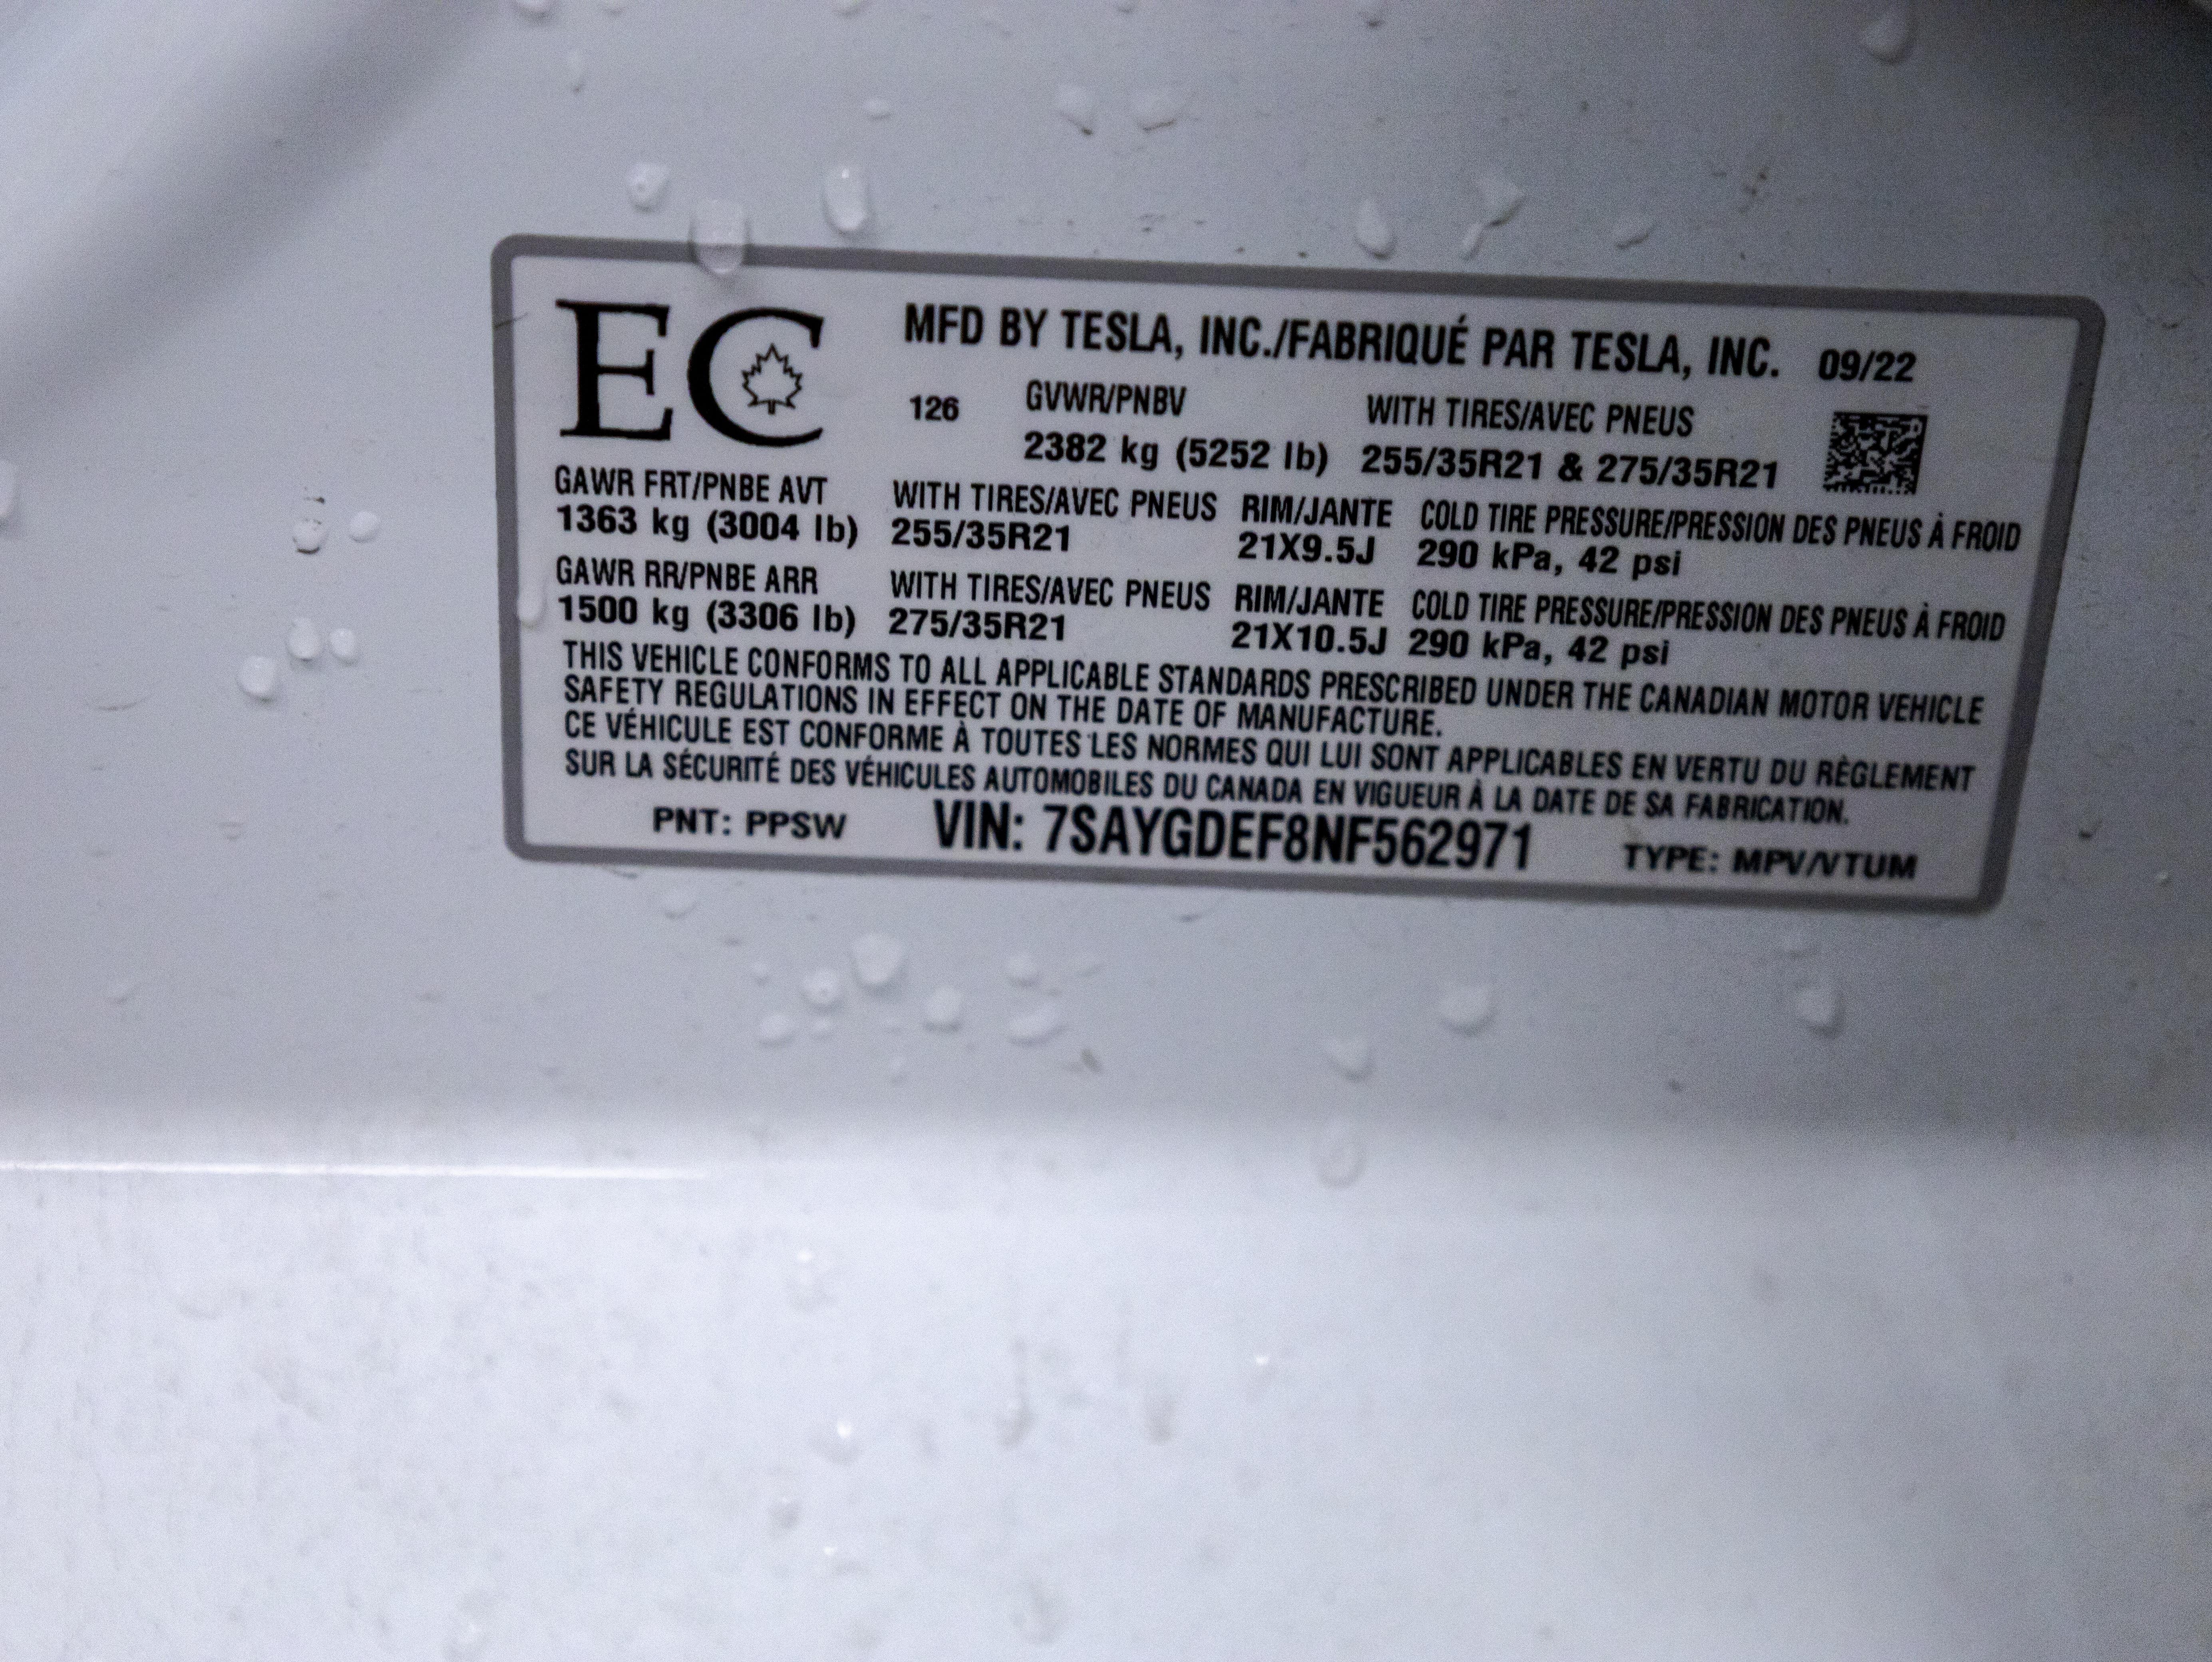 EC
MFD BY TESLA, INC./FABRIQUÉ PAR TESLA, INC. 09/22
126 GVWR/PNBV WITH TIRES/AVEC PNEUS
2382 kg (5252 lb) 255/35R21 & 275/35R21
GAWR FRT/PNBE AVT WITH TIRES/AVEC PNEUS RIM/JANTE COLD TIRE PRESSURE/PRESSION DES PNEUS À FROID
1363 kg (3004 lb) 255/35R21 21X9.5J 290 kPa, 42 psi
GAWR RR/PNBE ARR WITH TIRES/AVEC PNEUS RIM/JANTE COLD TIRE PRESSURE/PRESSION DES PNEUS À FROID
1500 kg (3306 lb) 275/35R21 21X10.5J 290 kPa, 42 psi
THIS VEHICLE CONFORMS TO ALL APPLICABLE STANDARDS PRESCRIBED UNDER THE CANADIAN MOTOR VEHICLE
SAFETY REGULATIONS IN EFFECT ON THE DATE OF MANUFACTURE.
CE VÉHICULE EST CONFORME À TOUTES LES NORMES QUI LUI SONT APPLICABLES EN VERTU DU RÈGLEMENT
SUR LA SÉCURITÉ DES VÉHICULES AUTOMOBILES DU CANADA EN VIGUEUR À LA DATE DE SA FABRICATION.
PNT: PPSW VIN: 7SAYGDEF8NF562971 TYPE: MPV/VTUM